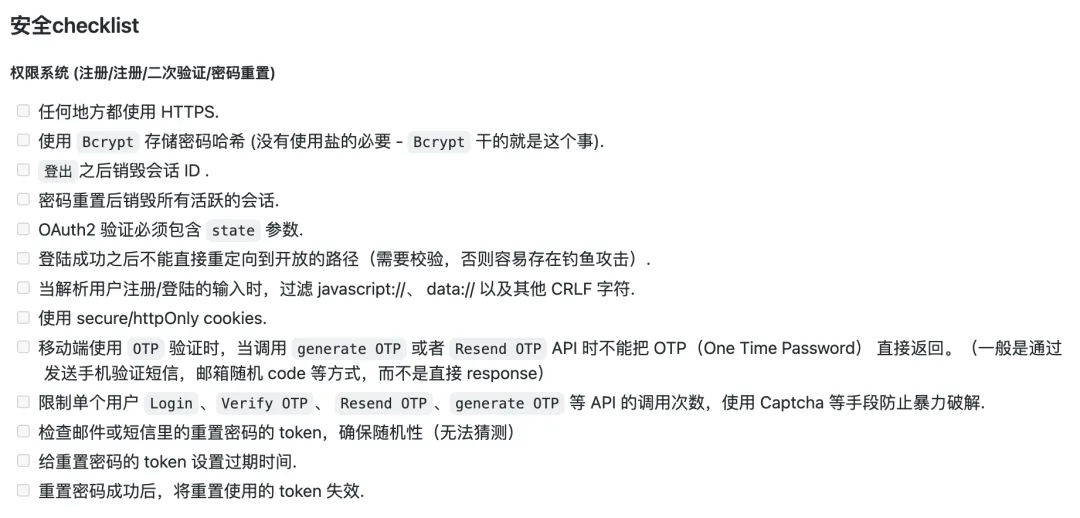 安全checklist
权限系统 (注册/注册/二次验证/密码重置)
任何地方都使用 HTTPS.
使用 Bcrypt 存储密码哈希 (没有使用盐的必要 - Bcrypt 干的就是这个事).
登出 之后销毁会话 ID .
密码重置后销毁所有活跃的会话.
OAuth2 验证必须包含 state 参数.
登陆成功之后不能直接重定向到开放的路径（需要校验，否则容易存在钓鱼攻击）.
当解析用户注册/登陆的输入时，过滤 javascript://、 data:// 以及其他 CRLF 字符.
使用 secure/httpOnly cookies.
移动端使用 OTP 验证时，当调用 generate OTP 或者 Resend OTP API 时不能把 OTP（One Time Password） 直接返回。（一般是通过
发送手机验证短信，邮箱随机 code 等方式，而不是直接 response）
限制单个用户 Login 、 Verify OTP 、 Resend OTP 、 generate OTP 等 API 的调用次数，使用 Captcha 等手段防止暴力破解.
检查邮件或短信里的重置密码的 token，确保随机性（无法猜测）
给重置密码的 token 设置过期时间.
重置密码成功后，将重置使用的 token 失效.